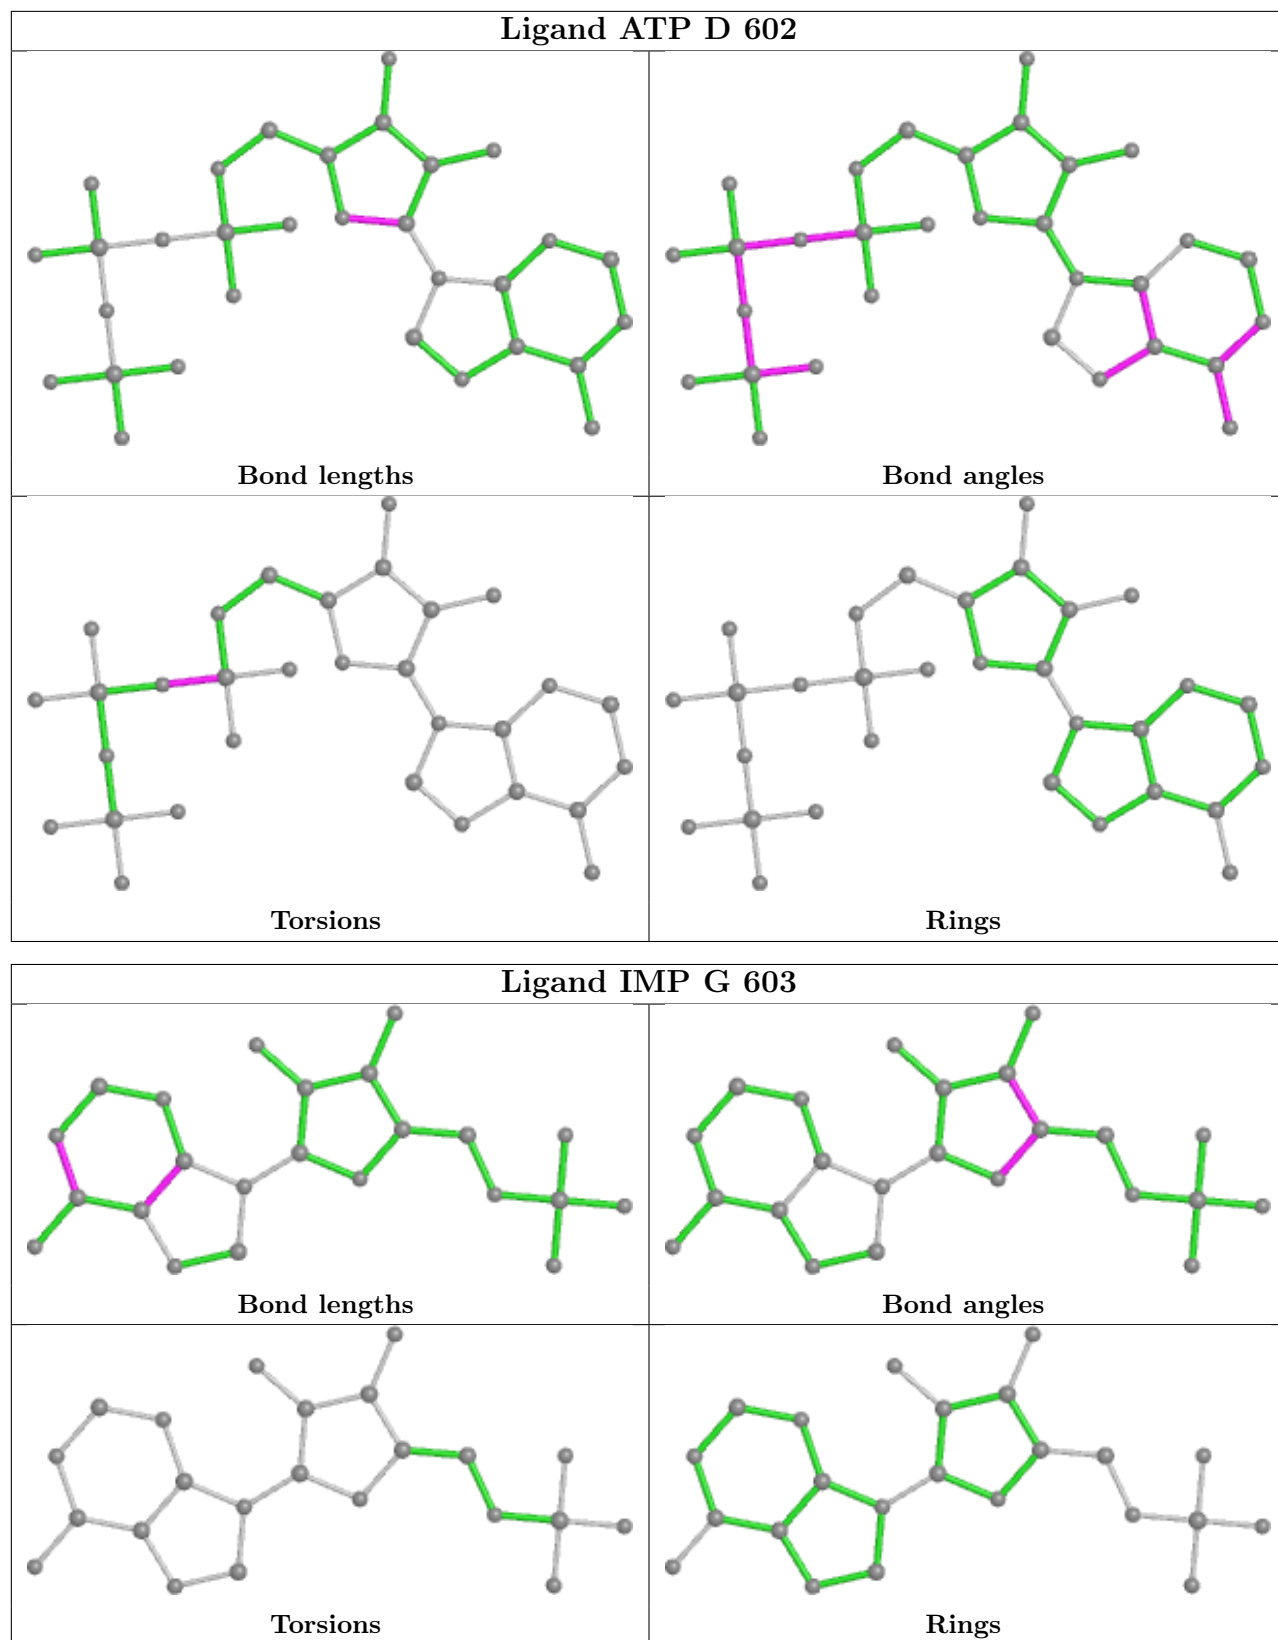 Ligand ATP D 602
Bond lengths
Bond angles
Torsions
Rings
Ligand IMP G 603
Bond lengths
Bond angles
Torsions
Rings